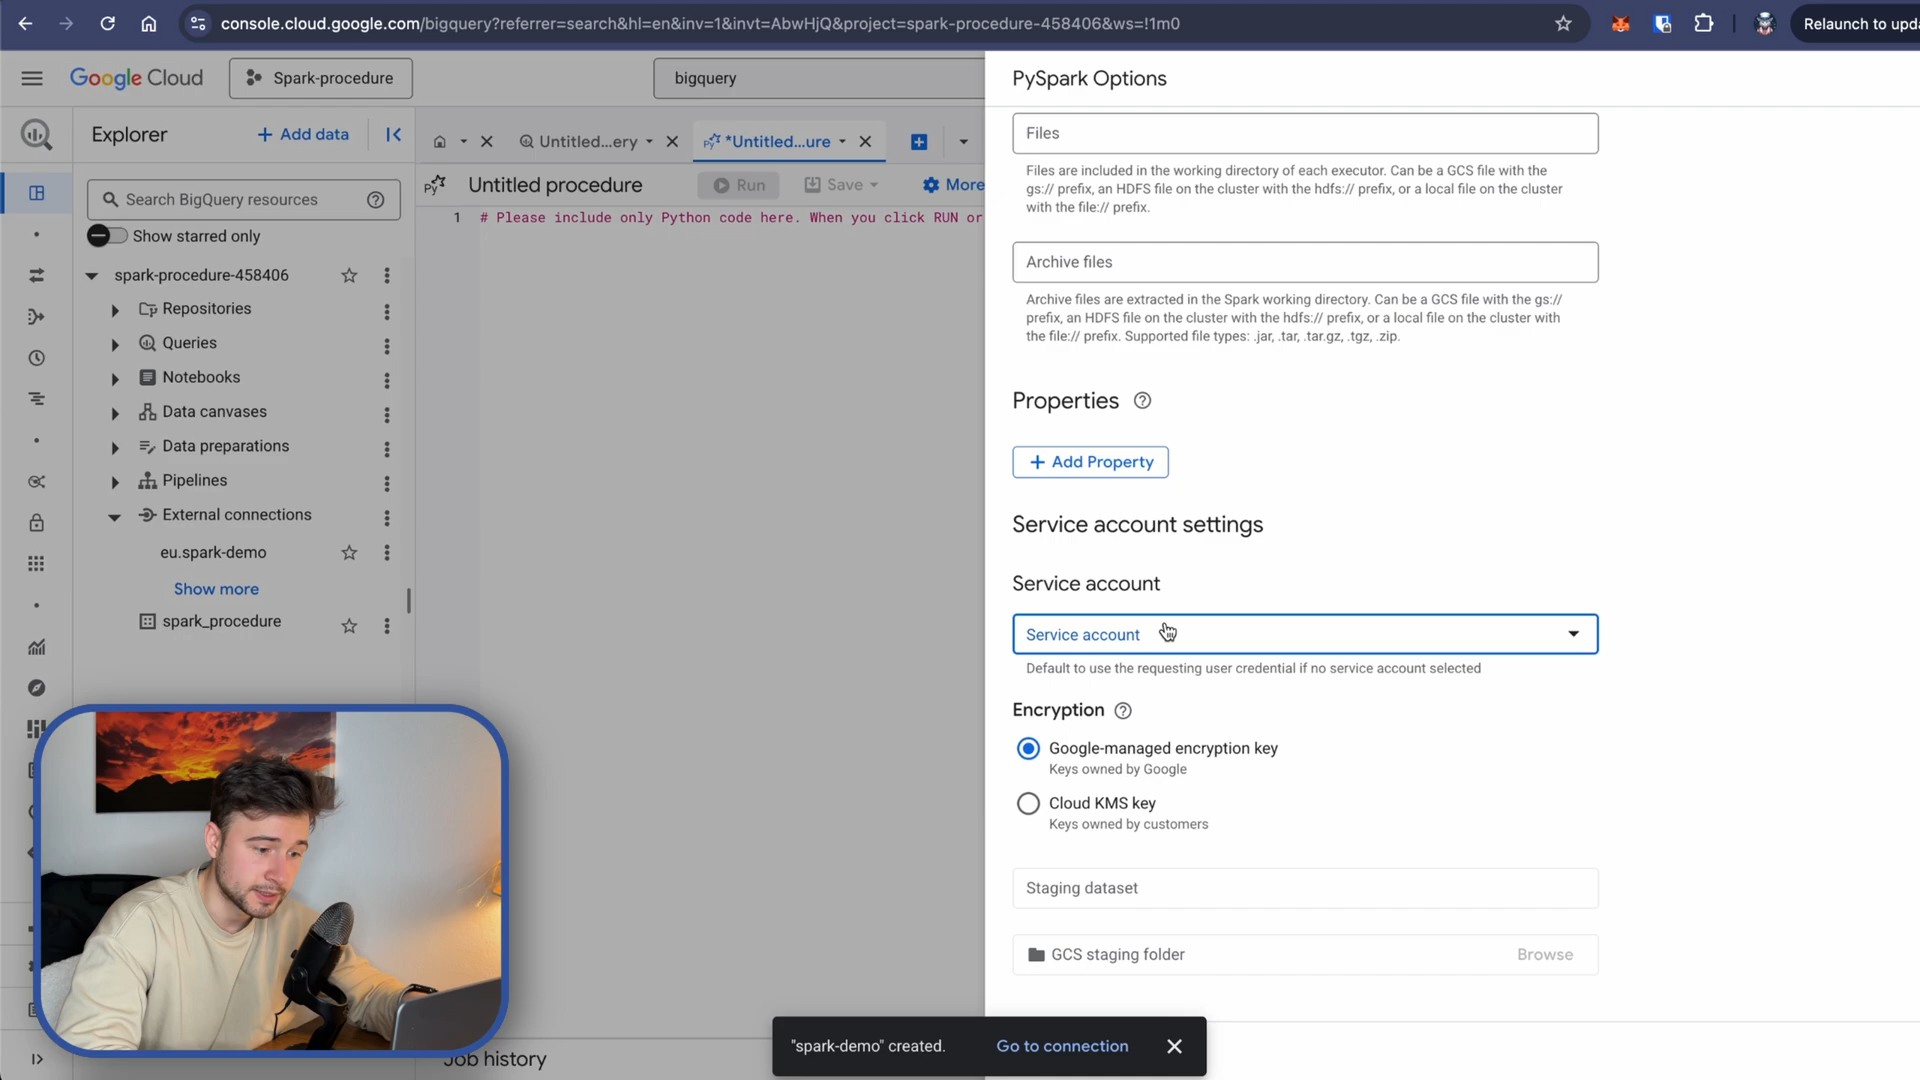 console.cloud.google.com/bigquery?referrer=search&hl=en&inv=1&invt=AbwHjQ&project=spark-procedure-458406&ws=!1m0
Relaunch to upda
Google Cloud
Spark-procedure
bigquery
PySpark Options
Explorer
+ Add data
Untitled...ery
*Untitled...ure
Search BigQuery resources
Show starred only
spark-procedure-458406
Repositories
Queries
Notebooks
Data canvases
Data preparations
Pipelines
External connections
eu.spark-demo
Show more
spark_procedure
Untitled procedure
Run
Save
More
1 # Please include only Python code here. When you click RUN or
Files
Files are included in the working directory of each executor. Can be a GCS file with the
gs:// prefix, an HDFS file on the cluster with the hdfs:// prefix, or a local file on the cluster
with the file:// prefix.
Archive files
Archive files are extracted in the Spark working directory. Can be a GCS file with the gs://
prefix, an HDFS file on the cluster with the hdfs:// prefix, or a local file on the cluster with
the file:// prefix. Supported file types: .jar, .tar, .tar.gz, .tgz, .zip.
Properties
+ Add Property
Service account settings
Service account
Service account
Default to use the requesting user credential if no service account selected
Encryption
Google-managed encryption key
Keys owned by Google
Cloud KMS key
Keys owned by customers
Staging dataset
GCS staging folder
Browse
Job history
"spark-demo" created.
Go to connection